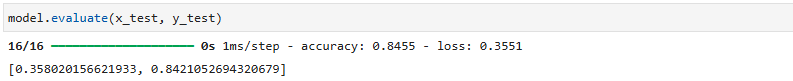 model.evaluate(x_test, y_test)
16/16 ━━━━━━━━━━━━━━━━━━━━ 0s 1ms/step - accuracy: 0.8455 - loss: 0.3551
[0.358020156621933, 0.8421052694320679]